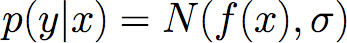 p(y|x) = N(f(x), σ)